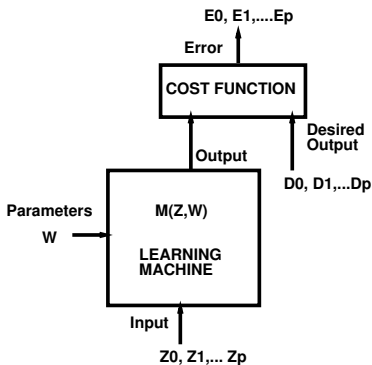 E0, E1,....Ep
Error
COST FUNCTION
Desired
Output
Output
D0, D1,...Dp
Parameters
W
M(Z,W)
LEARNING
MACHINE
Input
Z0, Z1,... Zp